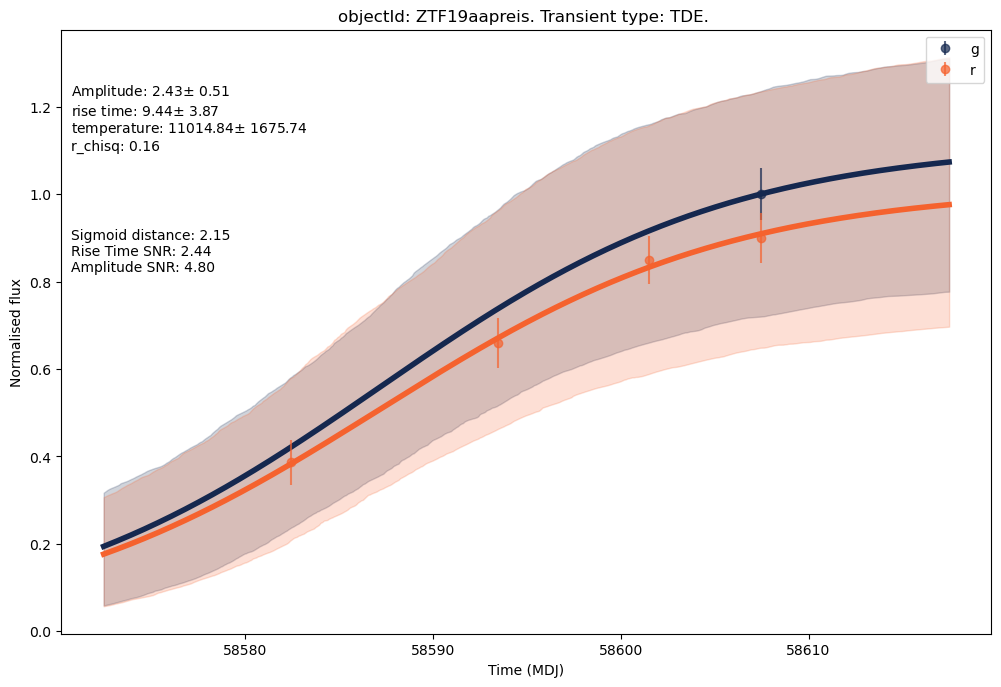 objectId: ZTF19aapreis. Transient type: TDE.
g
r
Amplitude: 2.43± 0.51
rise time: 9.44± 3.87
temperature: 11014.84± 1675.74
r_chisq: 0.16
Sigmoid distance: 2.15
Rise Time SNR: 2.44
Amplitude SNR: 4.80
Normalised flux
1.2
1.0
0.8
0.6
0.4
0.2
0.0
58580 58590 58600 58610
Time (MDJ)